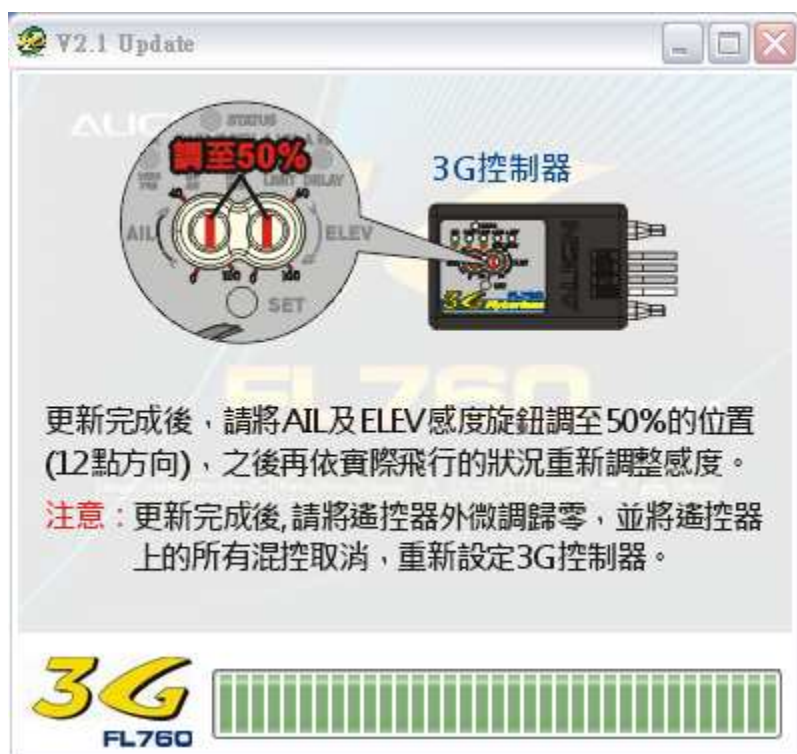 V2.1 Update
STATUS
調至50%
LIMIT DELAY
AIL
ELEV
SET
3G控制器
ALIGN
3G
FL760
更新完成後，請將AIL及ELEV感度旋鈕調至50%的位置
(12點方向)，之後再依實際飛行的狀況重新調整感度。
注意：更新完成後,請將遙控器外微調歸零，並將遙控器
上的所有混控取消，重新設定3G控制器。
3G
FL760